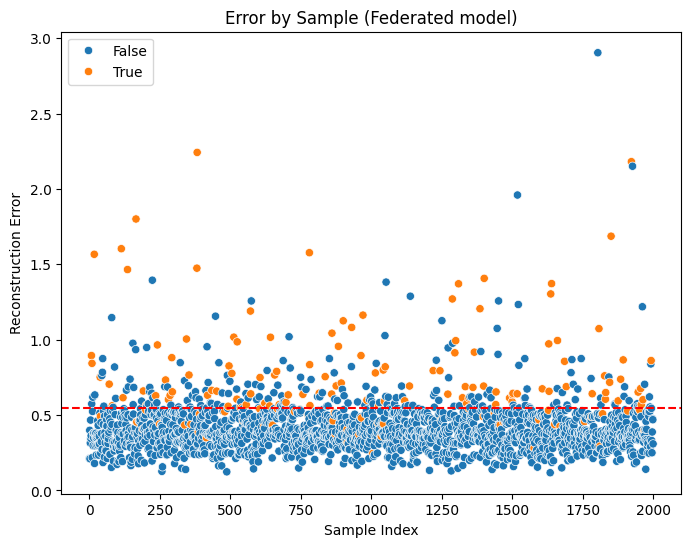 Error by Sample (Federated model)
False
True
Reconstruction Error
3.0
2.5
2.0
1.5
1.0
0.5
0.0
0 250 500 750 1000 1250 1500 1750 2000
Sample Index